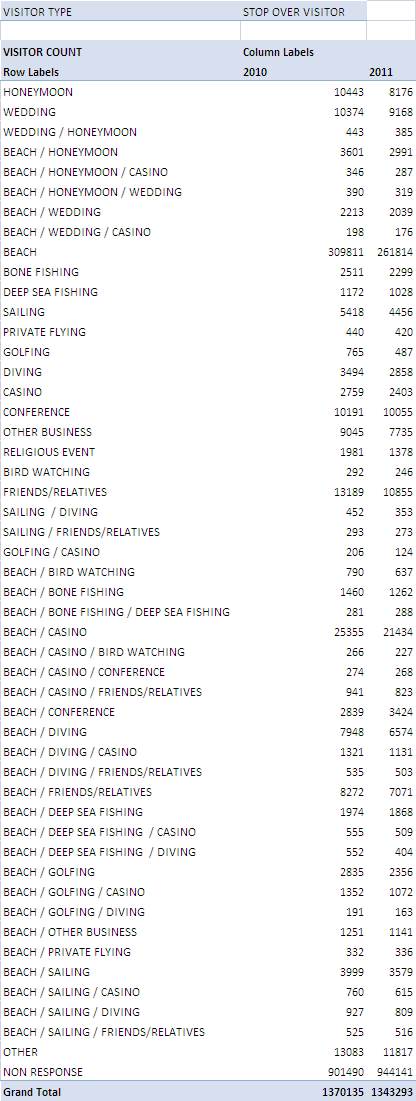 VISITOR TYPE STOP OVER VISITOR
VISITOR COUNT Column Labels
Row Labels 2010 2011
HONEYMOON 10443 8176
WEDDING 10374 9168
WEDDING / HONEYMOON 443 385
BEACH / HONEYMOON 3601 2991
BEACH / HONEYMOON / CASINO 346 287
BEACH / HONEYMOON / WEDDING 390 319
BEACH / WEDDING 2213 2039
BEACH / WEDDING / CASINO 198 176
BEACH 309811 261814
BONE FISHING 2511 2299
DEEP SEA FISHING 1172 1028
SAILING 5418 4456
PRIVATE FLYING 440 420
GOLFING 765 487
DIVING 3494 2858
CASINO 2759 2403
CONFERENCE 10191 10055
OTHER BUSINESS 9045 7735
RELIGIOUS EVENT 1981 1378
BIRD WATCHING 292 246
FRIENDS/RELATIVES 13189 10855
SAILING / DIVING 452 353
SAILING / FRIENDS/RELATIVES 293 273
GOLFING / CASINO 206 124
BEACH / BIRD WATCHING 790 637
BEACH / BONE FISHING 1460 1262
BEACH / BONE FISHING / DEEP SEA FISHING 281 288
BEACH / CASINO 25355 21434
BEACH / CASINO / BIRD WATCHING 266 227
BEACH / CASINO / CONFERENCE 274 268
BEACH / CASINO / FRIENDS/RELATIVES 941 823
BEACH / CONFERENCE 2839 3424
BEACH / DIVING 7948 6574
BEACH / DIVING / CASINO 1321 1131
BEACH / DIVING / FRIENDS/RELATIVES 535 503
BEACH / FRIENDS/RELATIVES 8272 7071
BEACH / DEEP SEA FISHING 1974 1868
BEACH / DEEP SEA FISHING / CASINO 555 509
BEACH / DEEP SEA FISHING / DIVING 552 404
BEACH / GOLFING 2835 2356
BEACH / GOLFING / CASINO 1352 1072
BEACH / GOLFING / DIVING 191 163
BEACH / OTHER BUSINESS 1251 1141
BEACH / PRIVATE FLYING 332 336
BEACH / SAILING 3999 3579
BEACH / SAILING / CASINO 760 615
BEACH / SAILING / DIVING 927 809
BEACH / SAILING / FRIENDS/RELATIVES 525 516
OTHER 13083 11817
NON RESPONSE 901490 944141
Grand Total 1370135 1343293